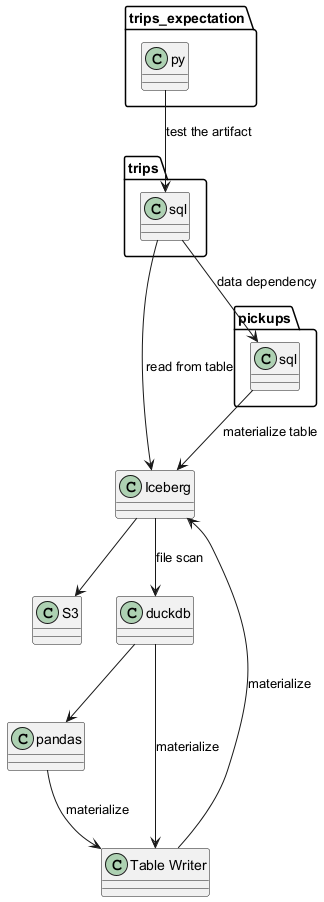 trips_expectation
C py
test the artifact
trips
C sql
data dependency
pickups
C sql
read from table
materialize table
C Iceberg
file scan
C S3
C duckdb
C pandas
materialize
materialize
materialize
C Table Writer